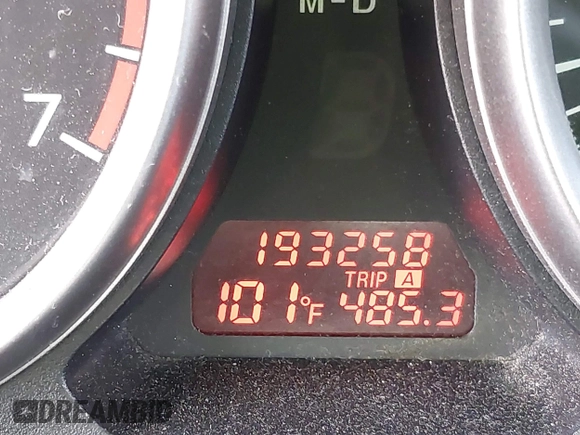 M-D
7
193258
TRIP A
101°F 485.3
DREAMBID